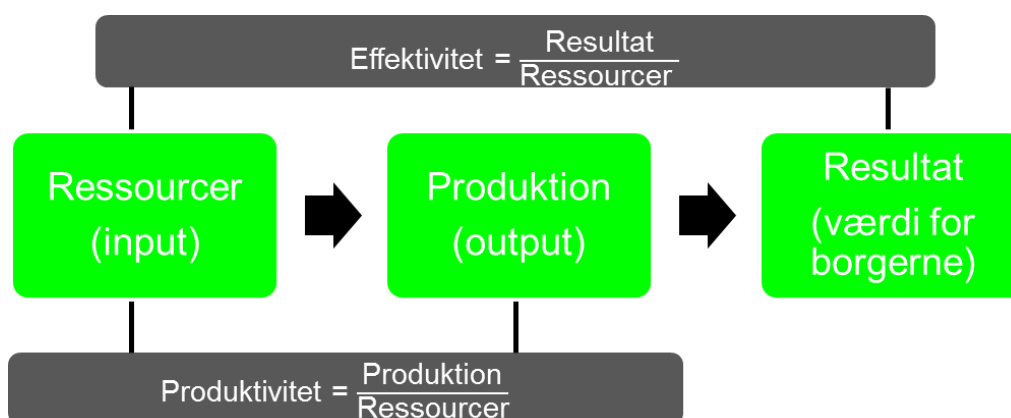 Effektivitet = Resultat
Ressourcer
Ressourcer
(input)
Produktion
(output)
Resultat
(værdi for
borgerne)
Produktivitet = Produktion
Ressourcer